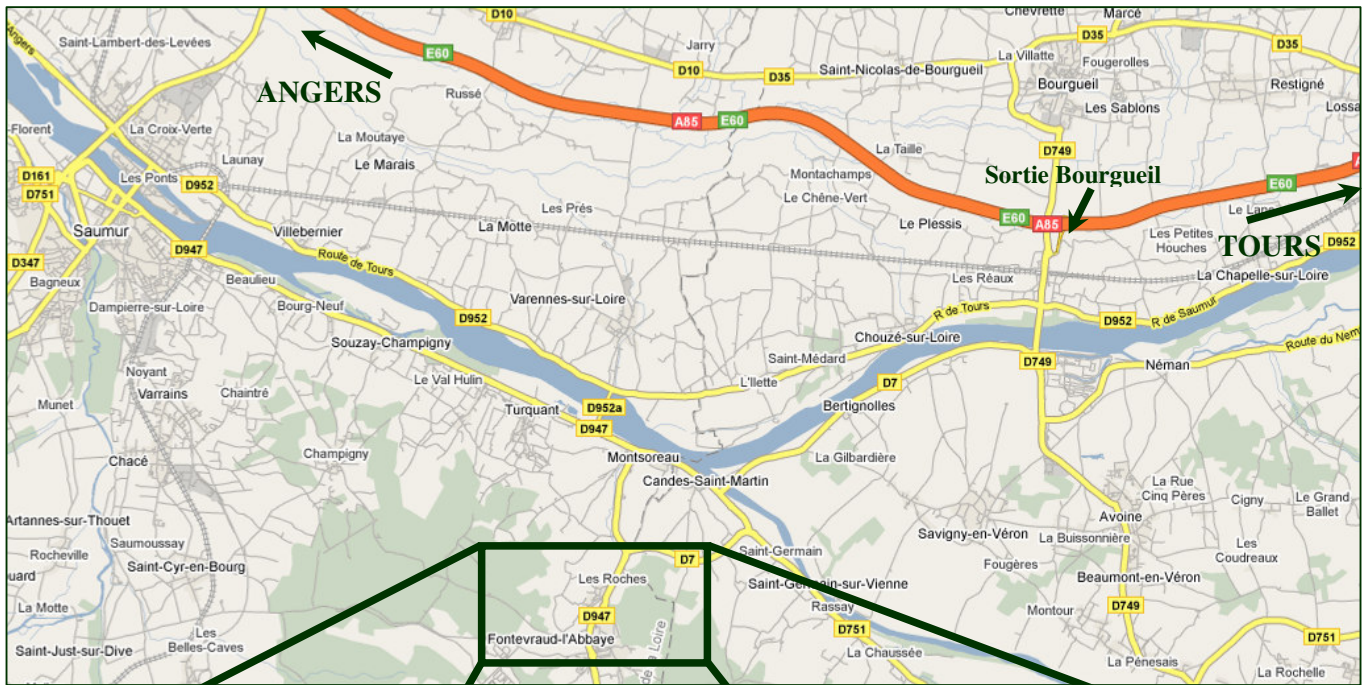 D10
Chevrette
Marcé
Angers
Saint-Lambert-des-Levées
E60
Jarry
D10
D35
Saint-Nicolas-de-Bourgueil
La Villatte
D35
Fougerolles
D35
ANGERS
Russé
Bourgueil
Restigné
Les Sablons
-Florent
La Croix-Verte
La Moutaye
A85
E60
Lossa
D749
La Taille
Launay
Le Marais
D161
Les Ponts
D952
Montachamps
Sortie Bourgueil
D751
Le Chêne-Vert
E60
Les Prés
Saumur
Villebernier
La Motte
Le Plessis
E60
A85
Le Lane
Les Petites
Houches
TOURS
D952
D947
D347
Route de Tours
Bagneux
Beaulieu
Les Réaux
La Chapelle-sur-Loire
Dampierre-sur-Loire
Bourg-Neuf
Varennes-sur-Loire
D952
R de Tours
D952
R de Saumur
Souzay-Champigny
Chouzé-sur-Loire
Saint-Médard
D749
Route du Nem
Noyant
Néman
Varrains
Chaintré
Le Val Hulin
L'Ilette
D7
Munet
Turquant
D952a
Bertignolles
D947
Champigny
Chacé
Montsoreau
La Gilbardière
Candes-Saint-Martin
La Rue
Cinq Pères
Cigny
Le Grand
Ballet
Artannes-sur-Thouet
Avoine
Saumoussay
Savigny-en-Véron
La Buissonnière
Rocheville
D7
Saint-Germain
Les
Coudreaux
Saint-Cyr-en-Bourg
Fougères
ouard
Les Roches
Saint-Germain-sur-Vienne
Beaumont-en-Véron
La Motte
D947
Rassay
Montour
D749
Les
Belles-Caves
Fontevraud-l'Abbaye
D751
D751
Saint-Just-sur-Dive
de la Loire
La Chaussée
La Pénesais
La Rochelle